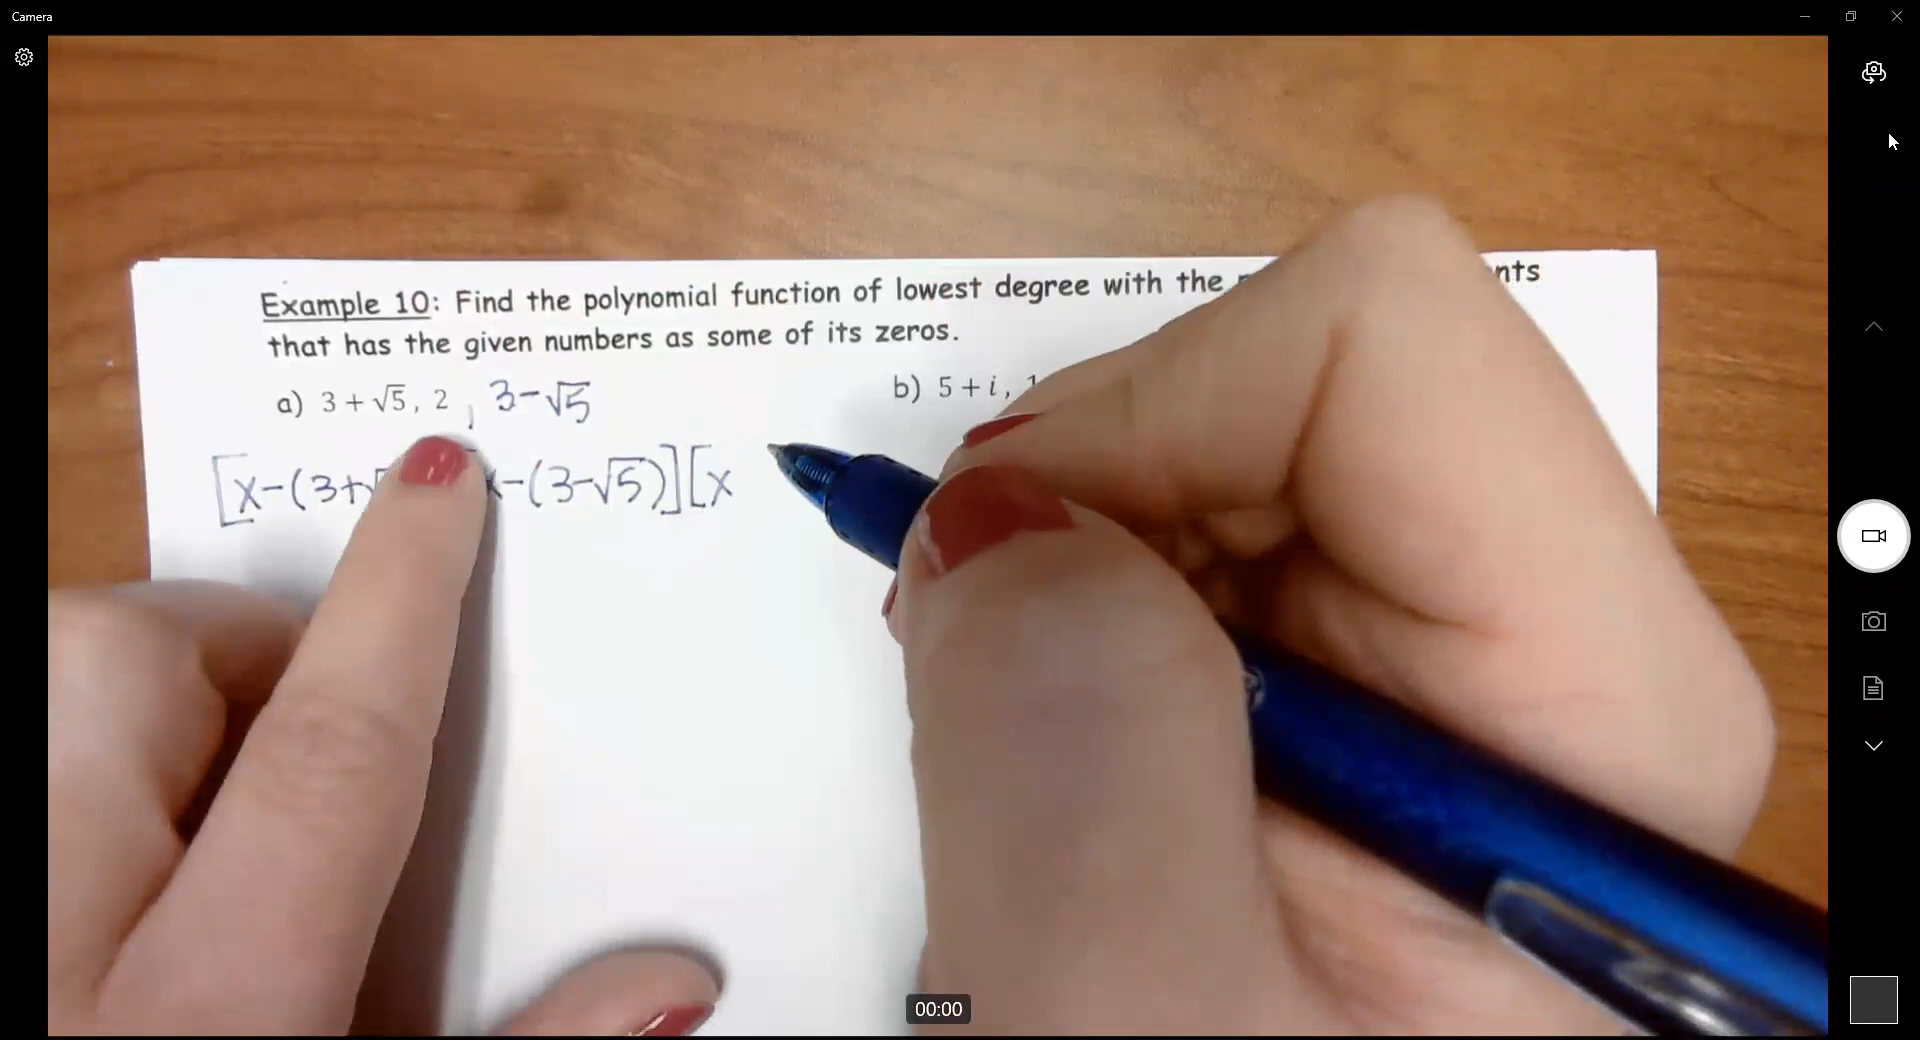 Camera
Example 10: Find the polynomial function of lowest degree with the nts
that has the given numbers as some of its zeros.
a) 3 + √5, 2 , 3-√5
b) 5 + i,
[x-(3+√ x-(3-√5)][x
00:00